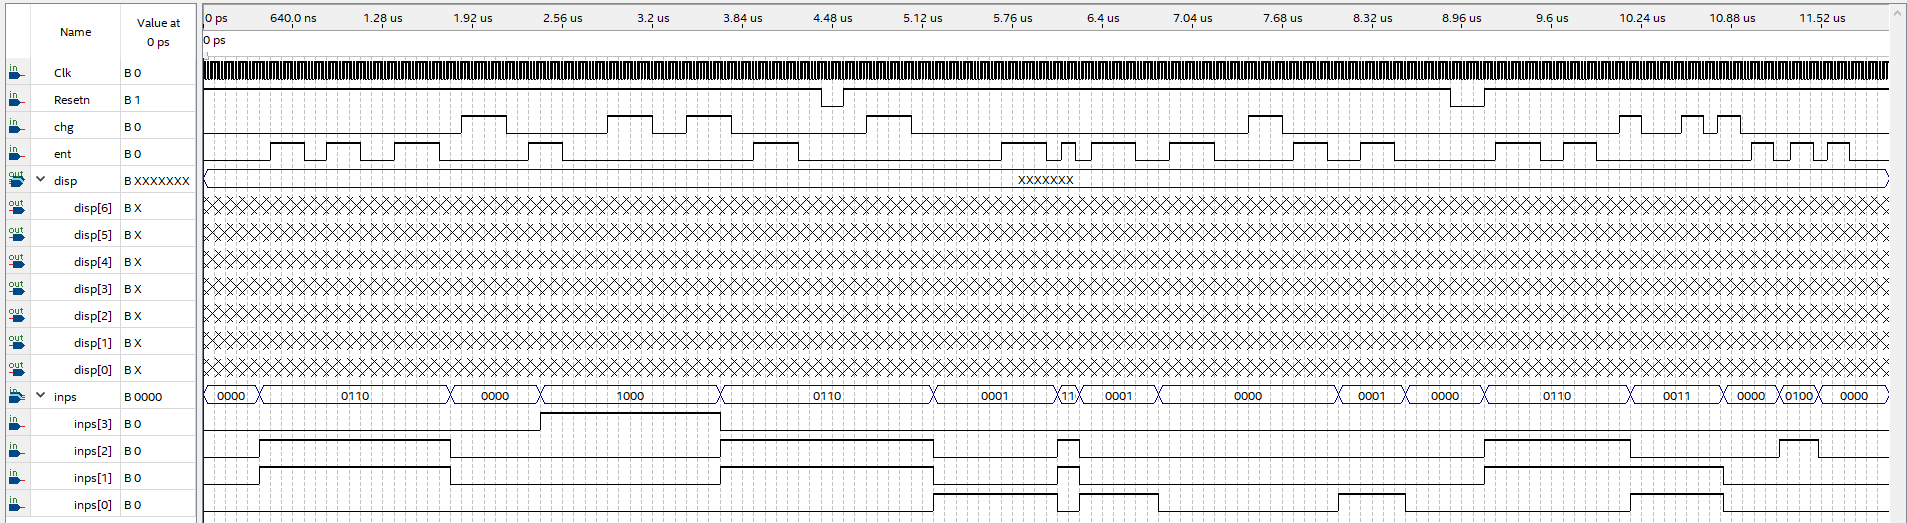 Name Value at 0 ps
0 ps 640.0 ns 1.28 us 1.92 us 2.56 us 3.2 us 3.84 us 4.48 us 5.12 us 5.76 us 6.4 us 7.04 us 7.68 us 8.32 us 8.96 us 9.6 us 10.24 us 10.88 us 11.52 us
0 ps
in Clk B 0
in Resetn B 1
in chg B 0
in ent B 0
out disp B XXXXXXX XXXXXXX
out disp[6] B X
out disp[5] B X
out disp[4] B X
out disp[3] B X
out disp[2] B X
out disp[1] B X
out disp[0] B X
in inps B 0000 0000 0110 0000 1000 0110 0001 11 0001 0000 0001 0000 0110 0011 0000 0100 0000
in inps[3] B 0
in inps[2] B 0
in inps[1] B 0
in inps[0] B 0